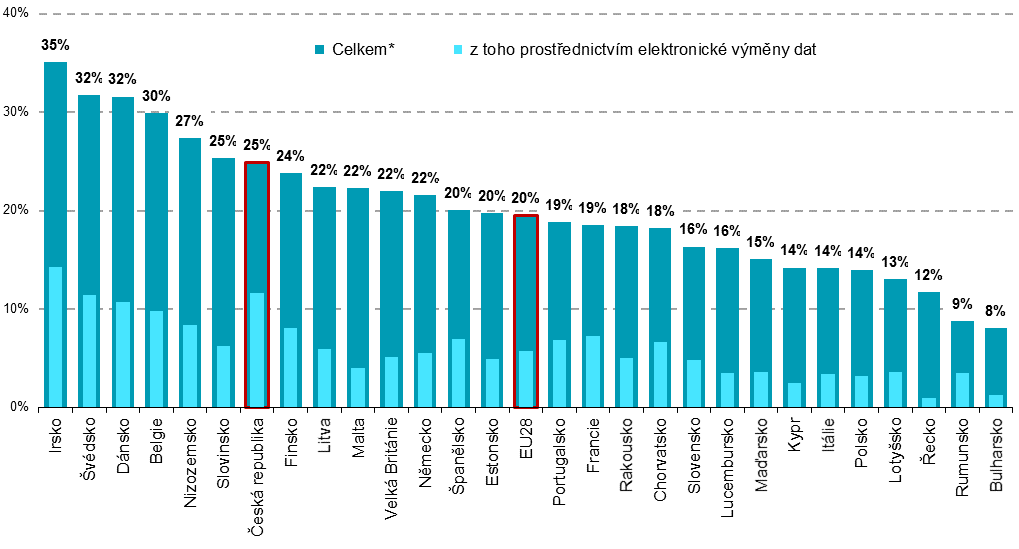 40%
30%
20%
10%
0%
Celkem*
z toho prostřednictvím elektronické výměny dat
35%
32%
32%
30%
27%
25%
25%
24%
22%
22%
22%
22%
20%
20%
20%
19%
19%
18%
18%
16%
16%
15%
14%
14%
14%
13%
12%
9%
8%
Irsko
Švédsko
Dánsko
Belgie
Nizozemsko
Slovinsko
Česká republika
Finsko
Litva
Malta
Velká Británie
Německo
Španělsko
Estonsko
EU28
Portugalsko
Francie
Rakousko
Chorvatsko
Slovensko
Lucembursko
Maďarsko
Kypr
Itálie
Polsko
Lotyšsko
Řecko
Rumunsko
Bulharsko